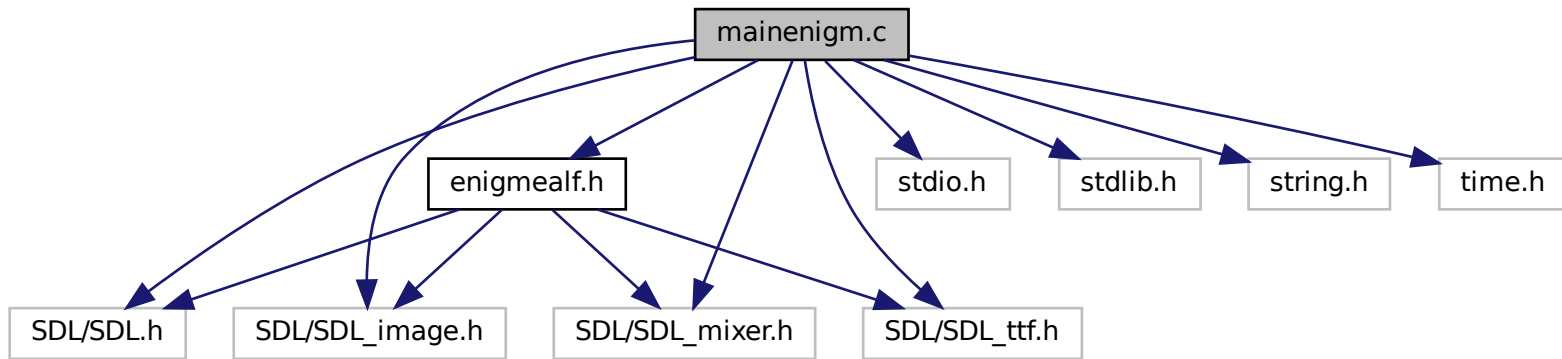 mainenigm.c
enigmealf.h
stdio.h
stdlib.h
string.h
time.h
SDL/SDL.h
SDL/SDL_image.h
SDL/SDL_mixer.h
SDL/SDL_ttf.h